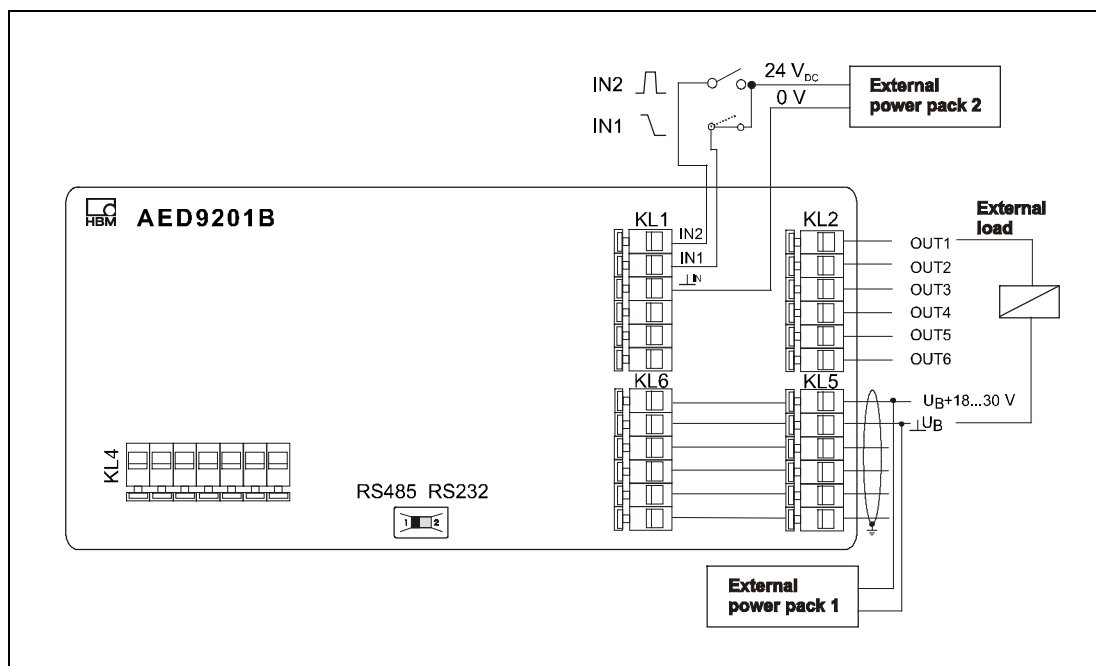 IN2
24 VDC
External
power pack 2
0 V
IN1
HBM
AED9201B
KL1
IN2
IN1
IN
KL2
External
load
OUT1
OUT2
OUT3
OUT4
OUT5
OUT6
KL6
KL5
UB+18...30 V
UB
KL4
RS485 RS232
1 2
External
power pack 1